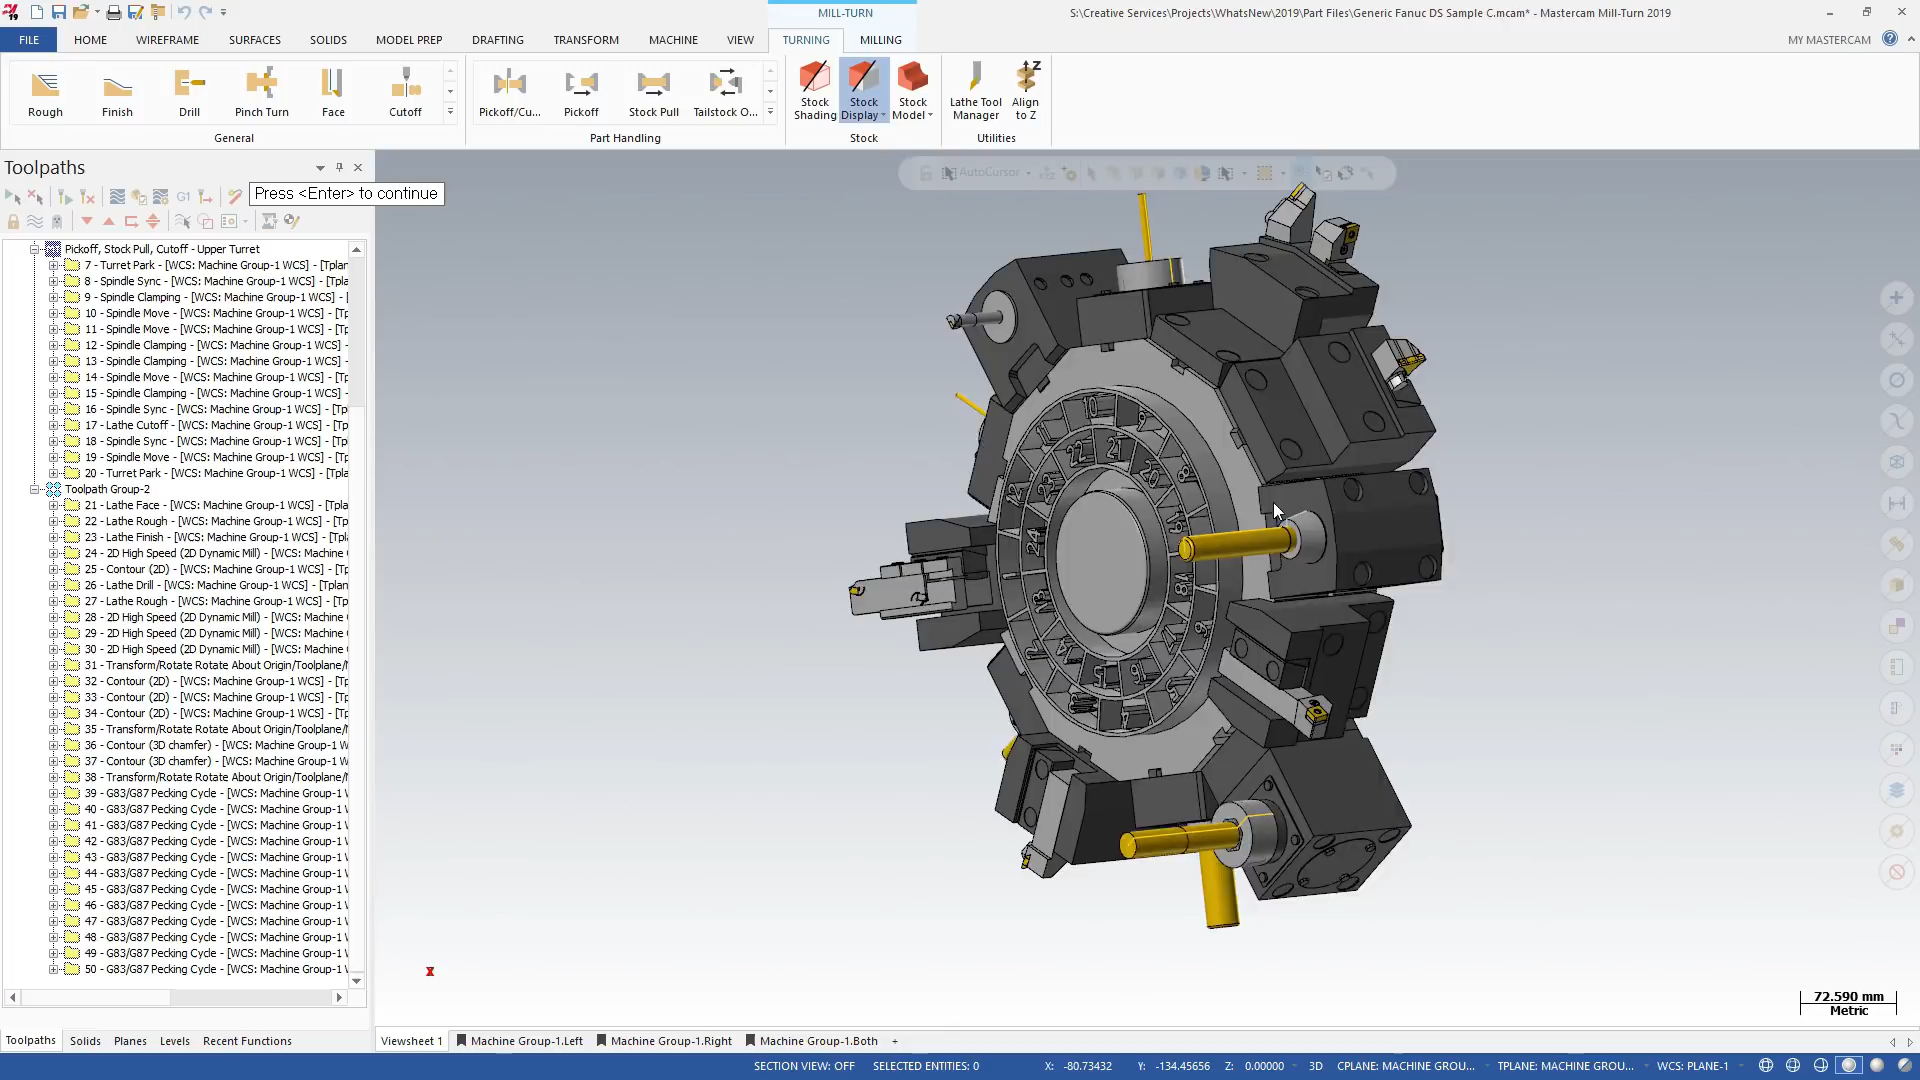 MILL-TURN
S:\Creative Services\Projects\WhatsNew\2019\Part Files\Generic Fanuc DS Sample C.mcam* - Mastercam Mill-Turn 2019
FILE HOME WIREFRAME SURFACES SOLIDS MODEL PREP DRAFTING TRANSFORM MACHINE VIEW TURNING MILLING MY MASTERCAM
Rough Finish Drill Pinch Turn Face Cutoff
Pickoff/Cu... Pickoff Stock Pull Tailstock O...
Stock Shading Stock Display Stock Model
Lathe Tool Manager Align to Z
General Part Handling Stock Utilities
Toolpaths
Press <Enter> to continue
AutoCursor
G1
Pickoff, Stock Pull, Cutoff - Upper Turret
7 - Turret Park - [WCS: Machine Group-1 WCS] - [Tplan
8 - Spindle Sync - [WCS: Machine Group-1 WCS] - [Tpla
9 - Spindle Clamping - [WCS: Machine Group-1 WCS] - [
10 - Spindle Move - [WCS: Machine Group-1 WCS] - [Tp
11 - Spindle Move - [WCS: Machine Group-1 WCS] - [Tp
12 - Spindle Clamping - [WCS: Machine Group-1 WCS] -
13 - Spindle Clamping - [WCS: Machine Group-1 WCS] -
14 - Spindle Move - [WCS: Machine Group-1 WCS] - [Tp
15 - Spindle Clamping - [WCS: Machine Group-1 WCS] -
16 - Spindle Sync - [WCS: Machine Group-1 WCS] - [Tpl
17 - Lathe Cutoff - [WCS: Machine Group-1 WCS] - [Tpl
18 - Spindle Sync - [WCS: Machine Group-1 WCS] - [Tpl
19 - Spindle Move - [WCS: Machine Group-1 WCS] - [Tp
20 - Turret Park - [WCS: Machine Group-1 WCS] - [Tpla
Toolpath Group-2
21 - Lathe Face - [WCS: Machine Group-1 WCS] - [Tplan
22 - Lathe Rough - [WCS: Machine Group-1 WCS] - [Tpl
23 - Lathe Finish - [WCS: Machine Group-1 WCS] - [Tpla
24 - 2D High Speed (2D Dynamic Mill) - [WCS: Machine G
25 - Contour (2D) - [WCS: Machine Group-1 WCS] - [Tpl
26 - Lathe Drill - [WCS: Machine Group-1 WCS] - [Tplan
27 - Lathe Rough - [WCS: Machine Group-1 WCS] - [Tpl
28 - 2D High Speed (2D Dynamic Mill) - [WCS: Machine G
29 - 2D High Speed (2D Dynamic Mill) - [WCS: Machine G
30 - 2D High Speed (2D Dynamic Mill) - [WCS: Machine G
31 - Transform/Rotate Rotate About Origin/Toolplane/N
32 - Contour (2D) - [WCS: Machine Group-1 WCS] - [Tpl
33 - Contour (2D) - [WCS: Machine Group-1 WCS] - [Tpl
34 - Contour (2D) - [WCS: Machine Group-1 WCS] - [Tpl
35 - Transform/Rotate Rotate About Origin/Toolplane/N
36 - Contour (3D chamfer) - [WCS: Machine Group-1 W
37 - Contour (3D chamfer) - [WCS: Machine Group-1 W
38 - Transform/Rotate Rotate About Origin/Toolplane/N
39 - G83/G87 Pecking Cycle - [WCS: Machine Group-1 W
40 - G83/G87 Pecking Cycle - [WCS: Machine Group-1 W
41 - G83/G87 Pecking Cycle - [WCS: Machine Group-1 W
42 - G83/G87 Pecking Cycle - [WCS: Machine Group-1 W
43 - G83/G87 Pecking Cycle - [WCS: Machine Group-1 W
44 - G83/G87 Pecking Cycle - [WCS: Machine Group-1 W
45 - G83/G87 Pecking Cycle - [WCS: Machine Group-1 W
46 - G83/G87 Pecking Cycle - [WCS: Machine Group-1 W
47 - G83/G87 Pecking Cycle - [WCS: Machine Group-1 W
48 - G83/G87 Pecking Cycle - [WCS: Machine Group-1 W
49 - G83/G87 Pecking Cycle - [WCS: Machine Group-1 W
50 - G83/G87 Pecking Cycle - [WCS: Machine Group-1 W
10 9 22 21 20 8 23 12 24 19 18
72.590 mm
Metric
Toolpaths Solids Planes Levels Recent Functions
Viewsheet 1 Machine Group-1.Left Machine Group-1.Right Machine Group-1.Both +
SECTION VIEW: OFF SELECTED ENTITIES: 0 X: -80.73432 Y: -134.45656 Z: 0.00000 3D CPLANE: MACHINE GROU... TPLANE: MACHINE GROU... WCS: PLANE-1